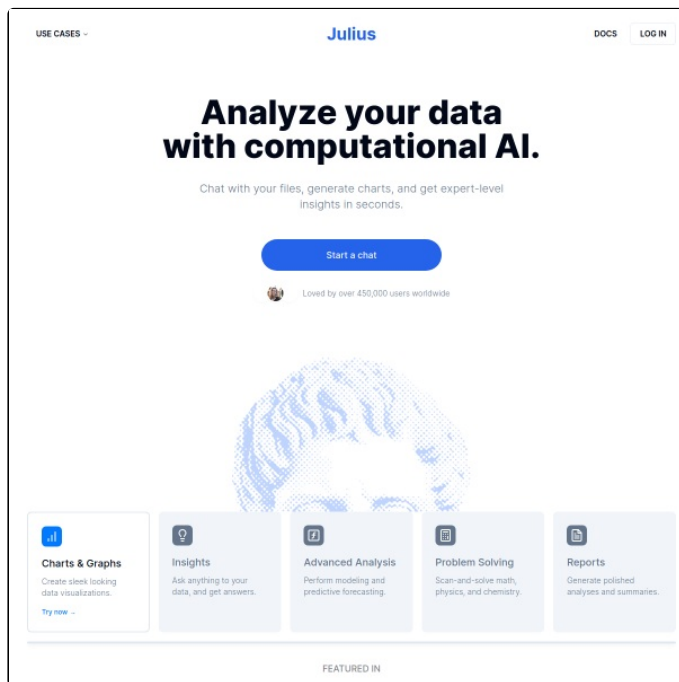 USE CASES
Julius
DOCS
LOG IN
Analyze your data
with computational AI.
Chat with your files, generate charts, and get expert-level
insights in seconds.
Start a chat
Loved by over 450,000 users worldwide
Charts & Graphs
Create sleek looking
data visualizations.
Try now →
Insights
Ask anything to your
data, and get answers.
Advanced Analysis
Perform modeling and
predictive forecasting.
Problem Solving
Scan-and-solve math,
physics, and chemistry.
Reports
Generate polished
analyses and summaries.
FEATURED IN